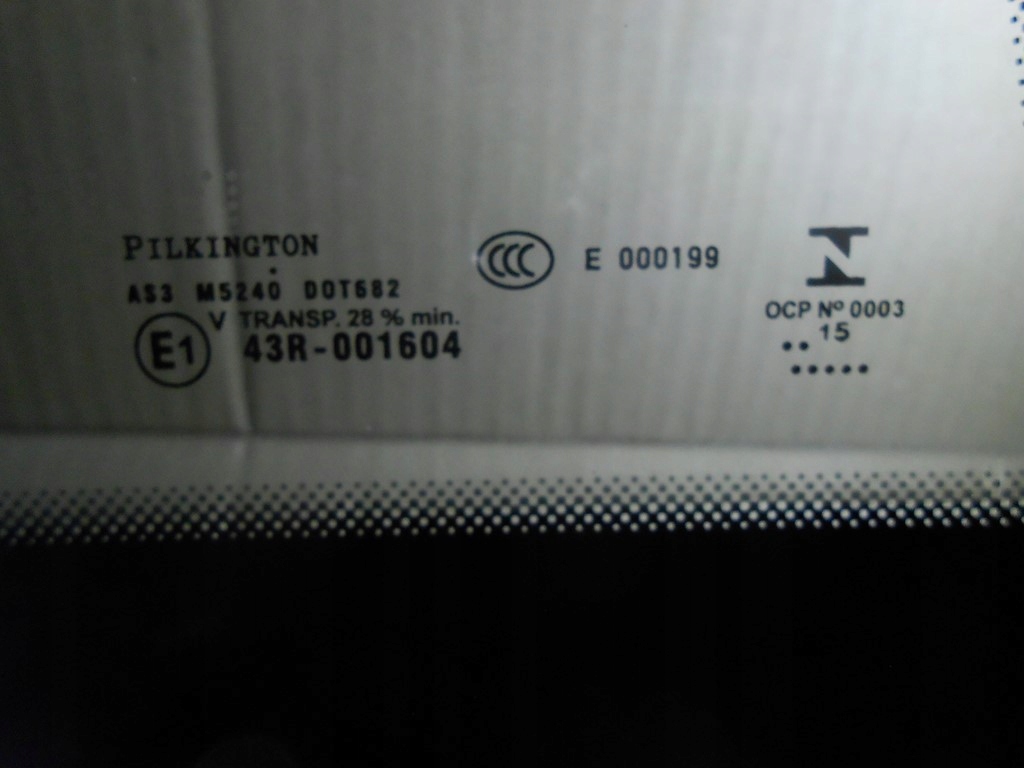 PILKINGTON
AS3 M5240 DOT682
V TRANSP. 28 % min.
E1 43R-001604
CCC E 000199
OCP Nº 0003
15